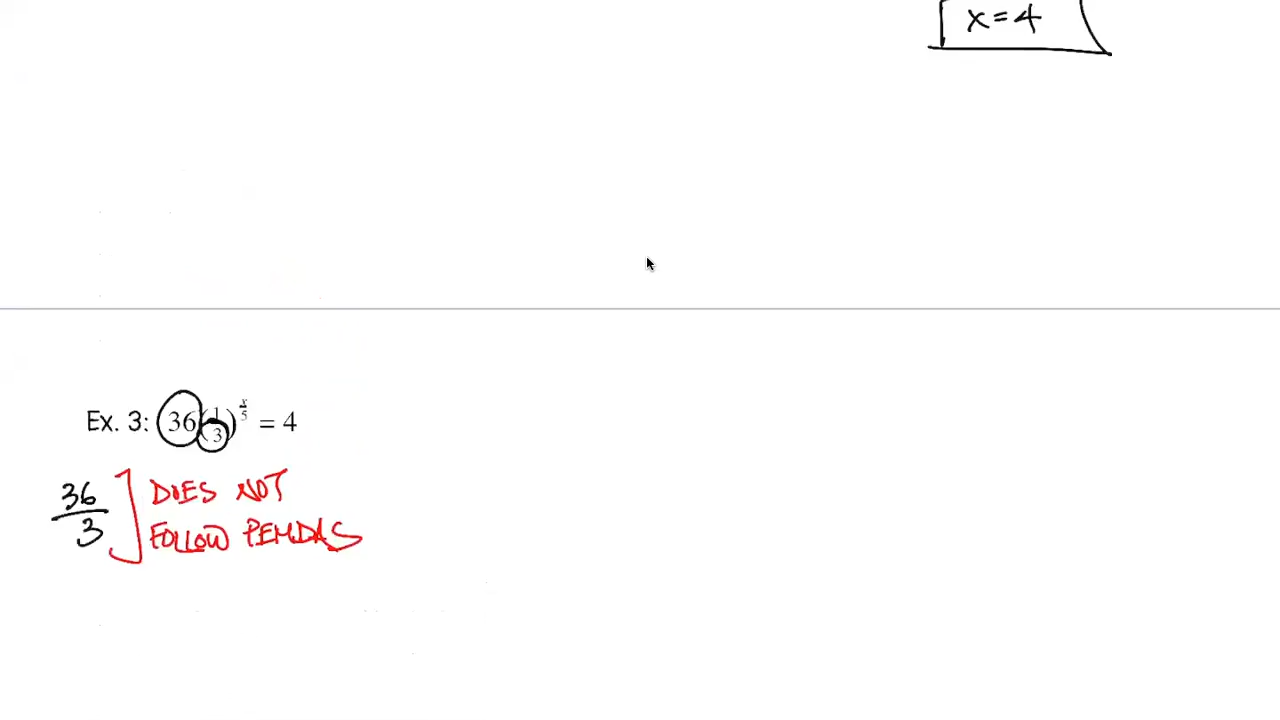 x=4
Ex. 3: 36(1/3)^(x/5) = 4
36/3 ] DOES NOT
FOLLOW PEMDAS